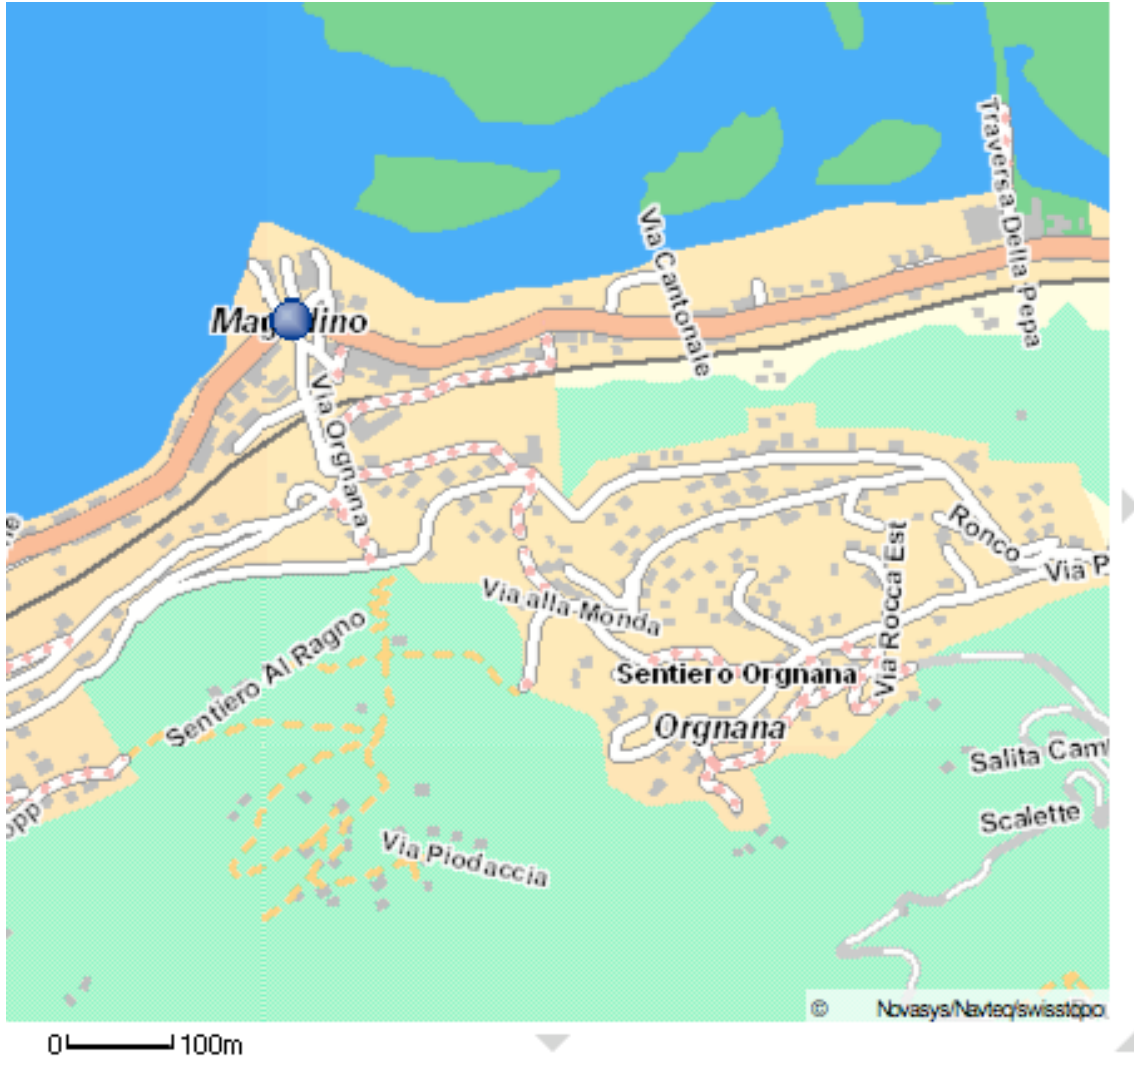 Traversa Della Pepa
Via Cantonale
Via Orgnana
Ronco
Via P
Via Rocca Est
Via alla Monda
Sentiero Al Ragno
Sentiero Orgnana
Orgnana
Salita Cam
Scalette
opp
Via Piodaccia
© Novasys/Navteq/swisstopo
0 100m